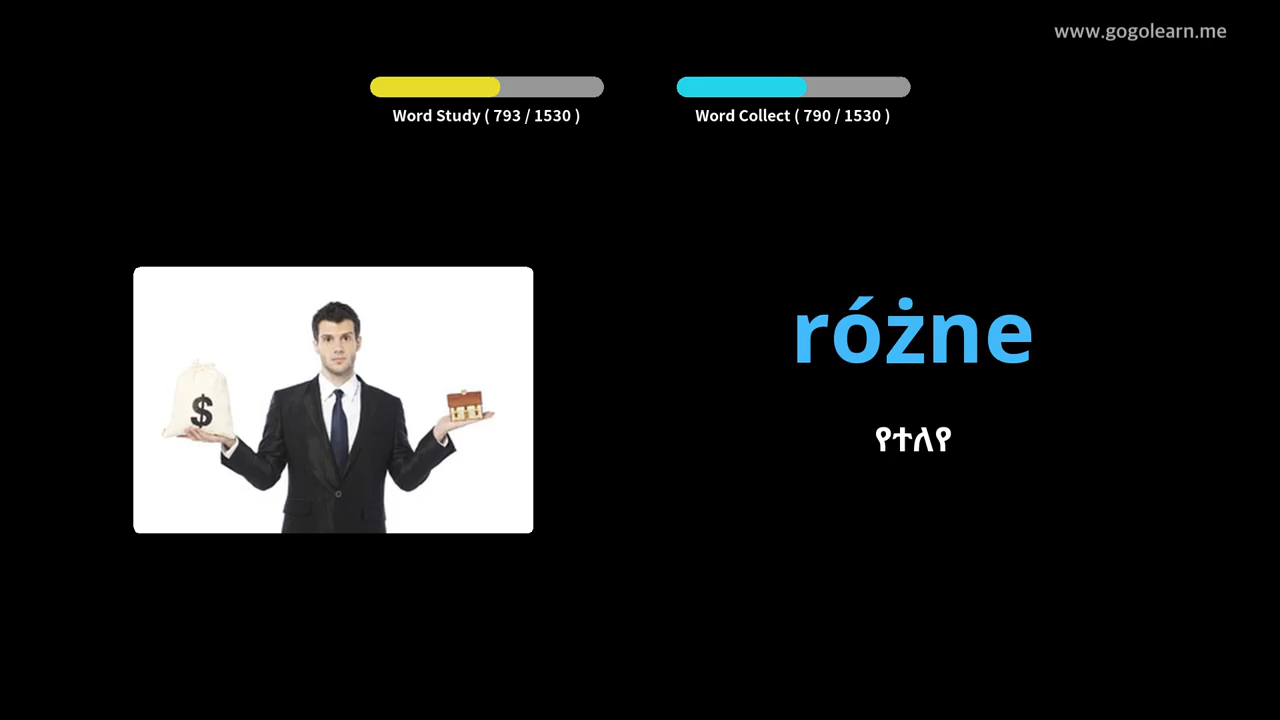 www.gogolearn.me
Word Study ( 793 / 1530 )
Word Collect ( 790 / 1530 )
różne
የተለየ
$